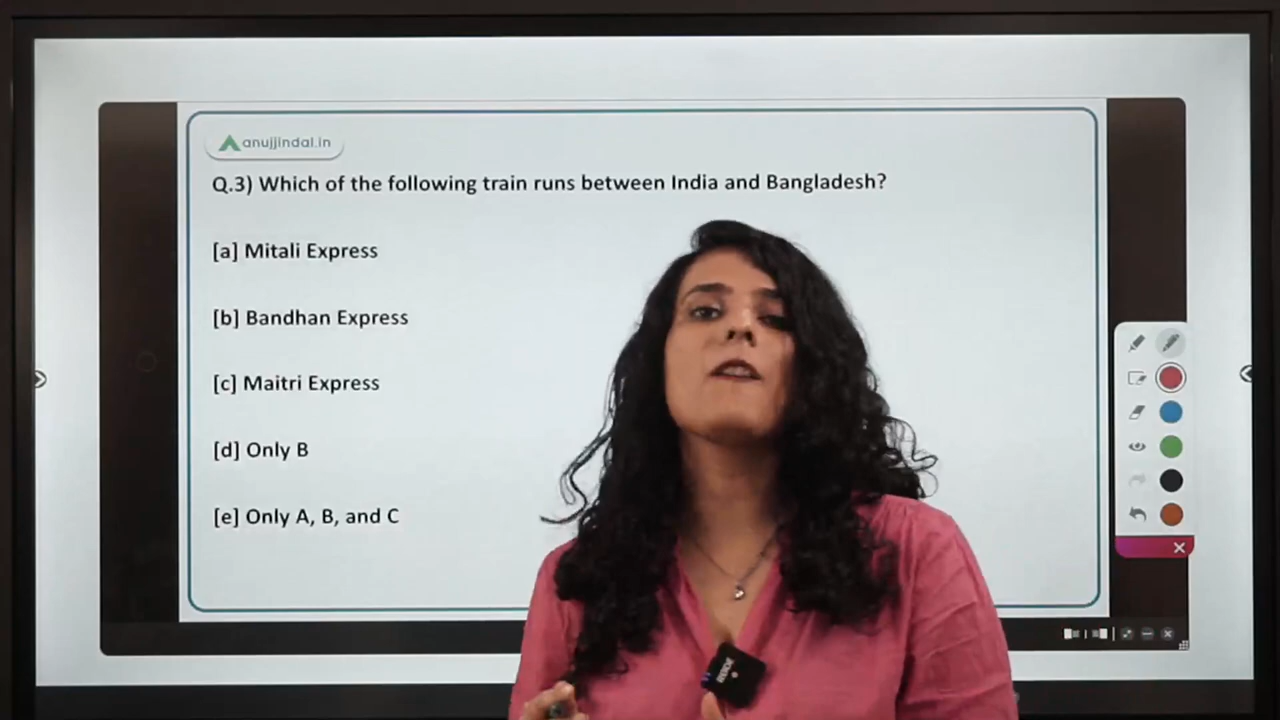 anujjindal.in
Q.3) Which of the following train runs between India and Bangladesh?
[a] Mitali Express
[b] Bandhan Express
[c] Maitri Express
[d] Only B
[e] Only A, B, and C